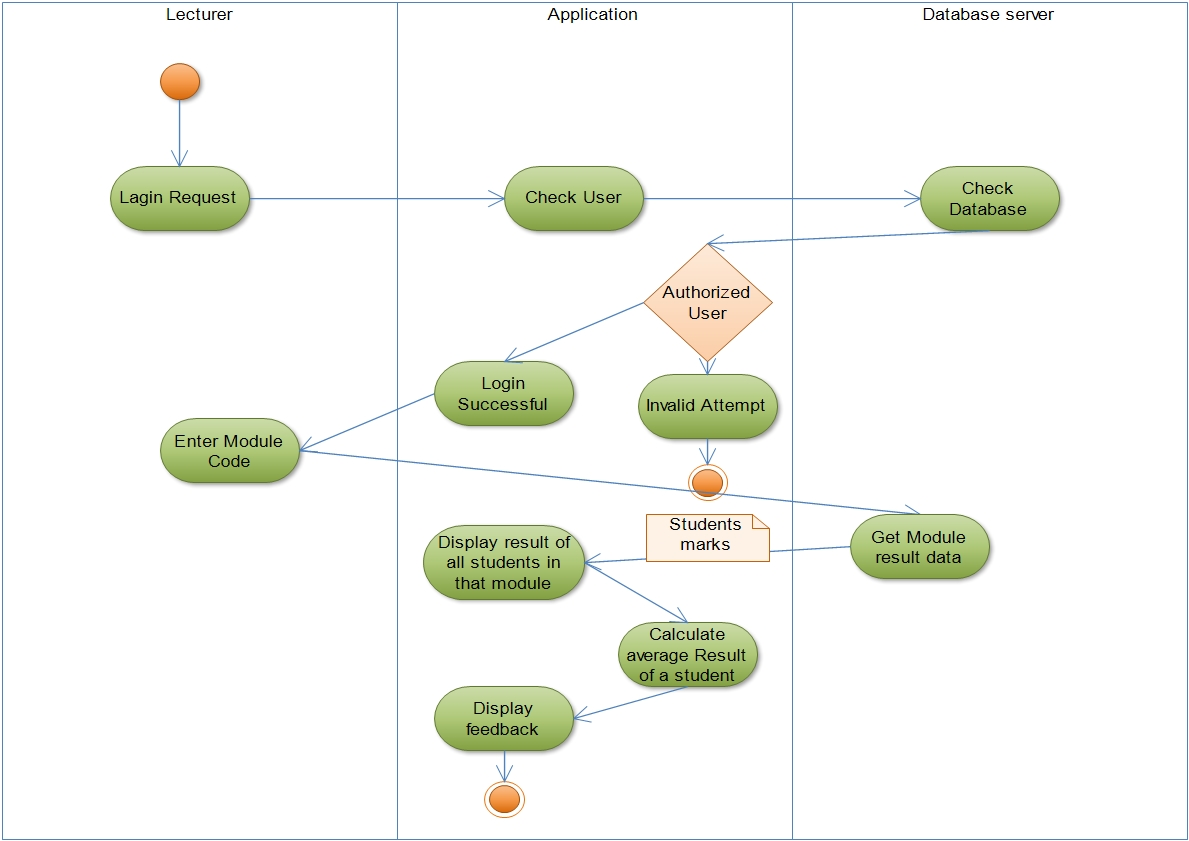 Lecturer
Application
Database server
Lagin Request
Check User
Check
Database
Authorized
User
Login
Successful
Invalid Attempt
Enter Module
Code
Students
marks
Get Module
result data
Display result of
all students in
that module
Calculate
average Result
of a student
Display
feedback